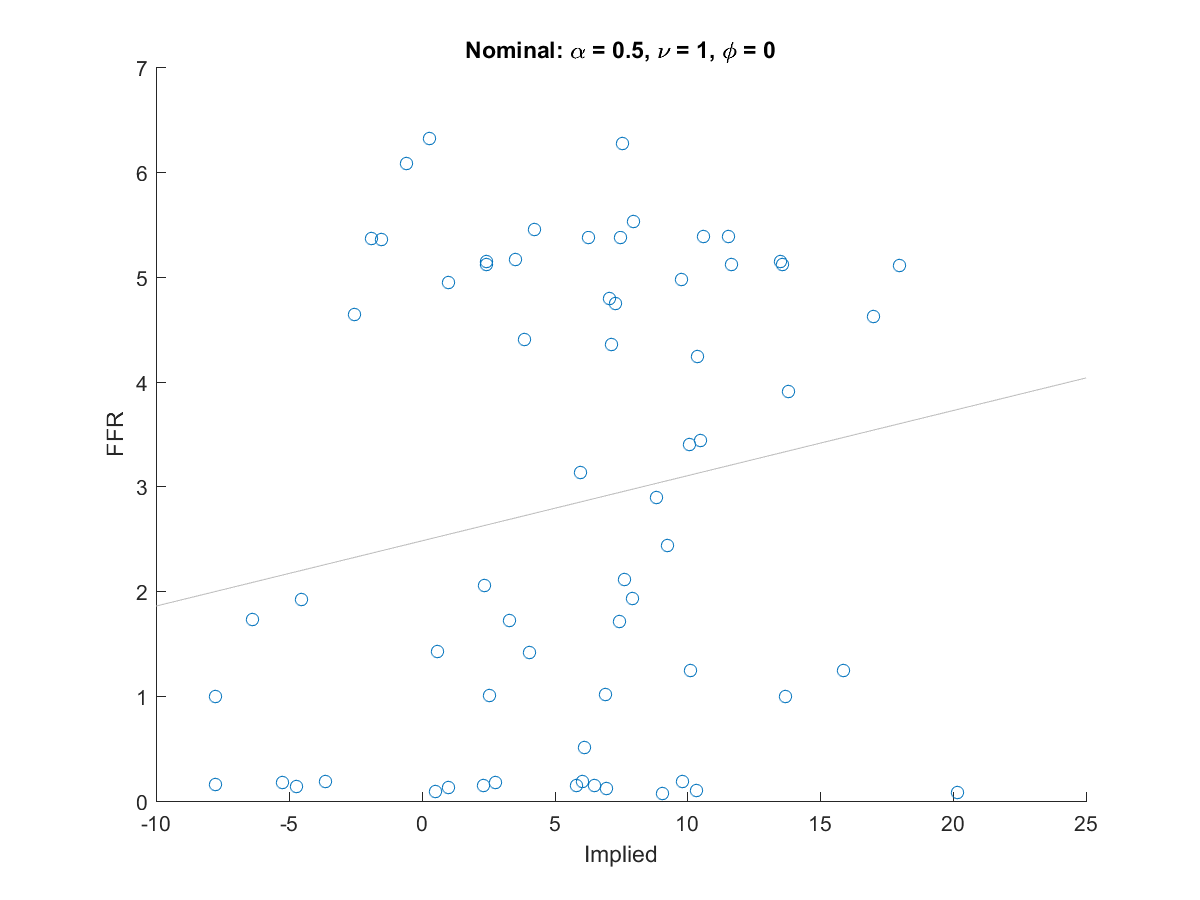 Nominal: α = 0.5, ν = 1, ϕ = 0
7
6
5
4
3
2
1
0
FFR
-10 -5 0 5 10 15 20 25
Implied